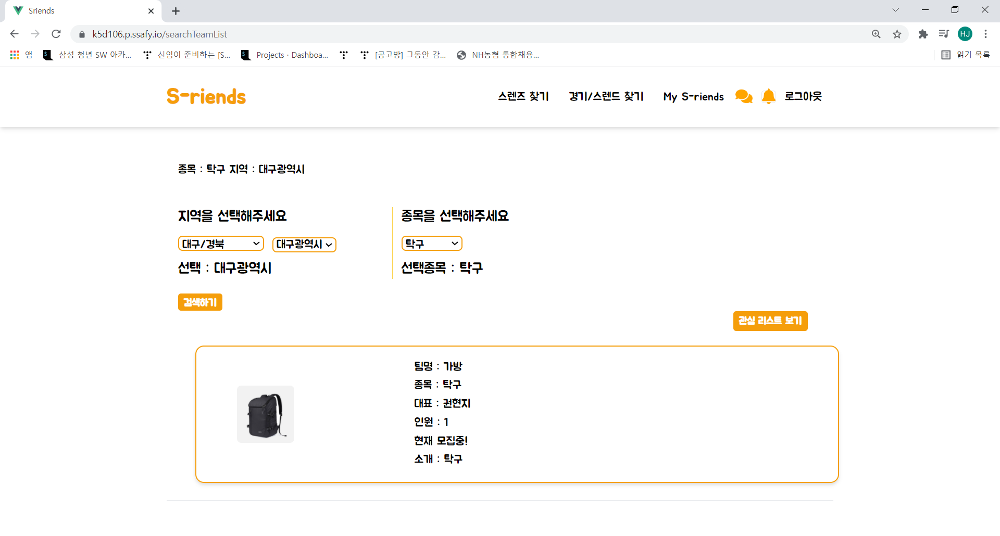 Sriends
k5d106.p.ssafy.io/searchTeamList
HJ
앱 삼성 청년 SW 아카... 신입이 준비하는 [S... Projects · Dashboa... [공고방] 그동안 감... NH농협 통합채용... 읽기 목록
S-riends 스렌즈 찾기 경기/스렌드 찾기 My S-riends 로그아웃
종목 : 탁구 지역 : 대구광역시
지역을 선택해주세요
대구/경북 대구광역시
선택 : 대구광역시
종목을 선택해주세요
탁구
선택종목 : 탁구
검색하기
관심 리스트 보기
팀명 : 가방
종목 : 탁구
대표 : 권현지
인원 : 1
현재 모집중!
소개 : 탁구